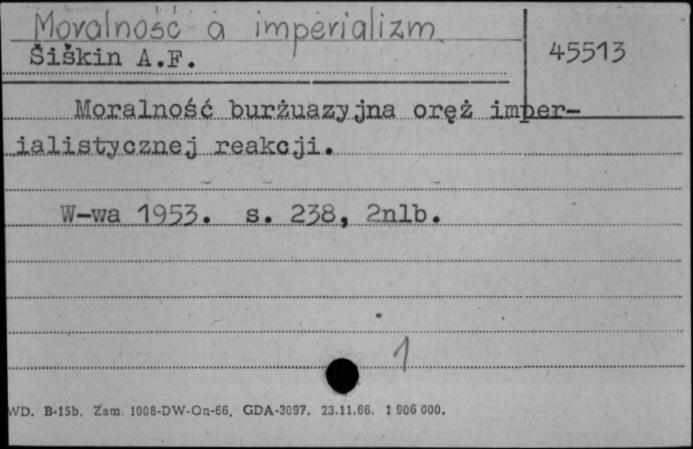 Moralność a imperializm
Šiškin A.F.
45513
Moralność burżuazyjna oręż imper-
ialistycznej reakcji.
W-wa 1953. s. 238, 2nlb.
1
WD. B-15b. Zam. 1008-DW-On-66. GDA-3097. 23.11.66. 1 906 000.